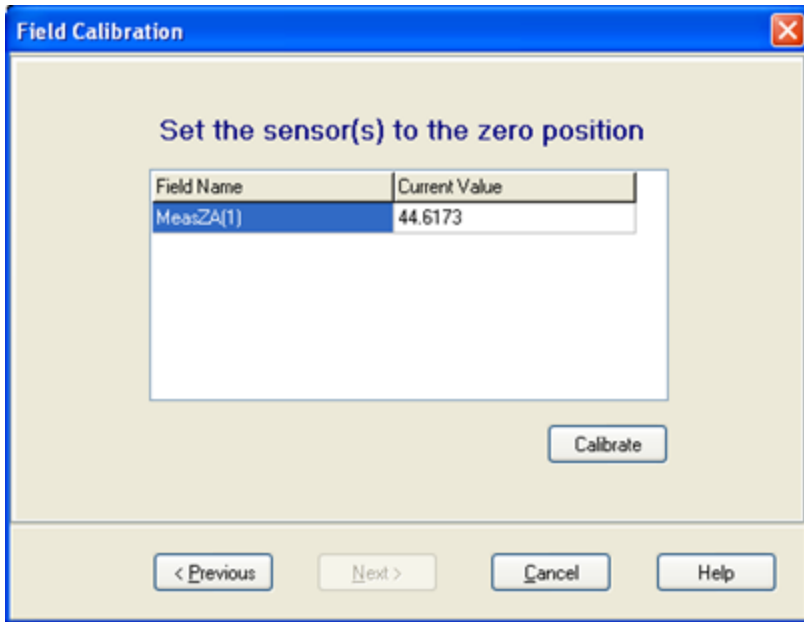 Field Calibration
Set the sensor(s) to the zero position
Field Name Current Value
MeasZA(1) 44.6173
Calibrate
< Previous Next > Cancel Help